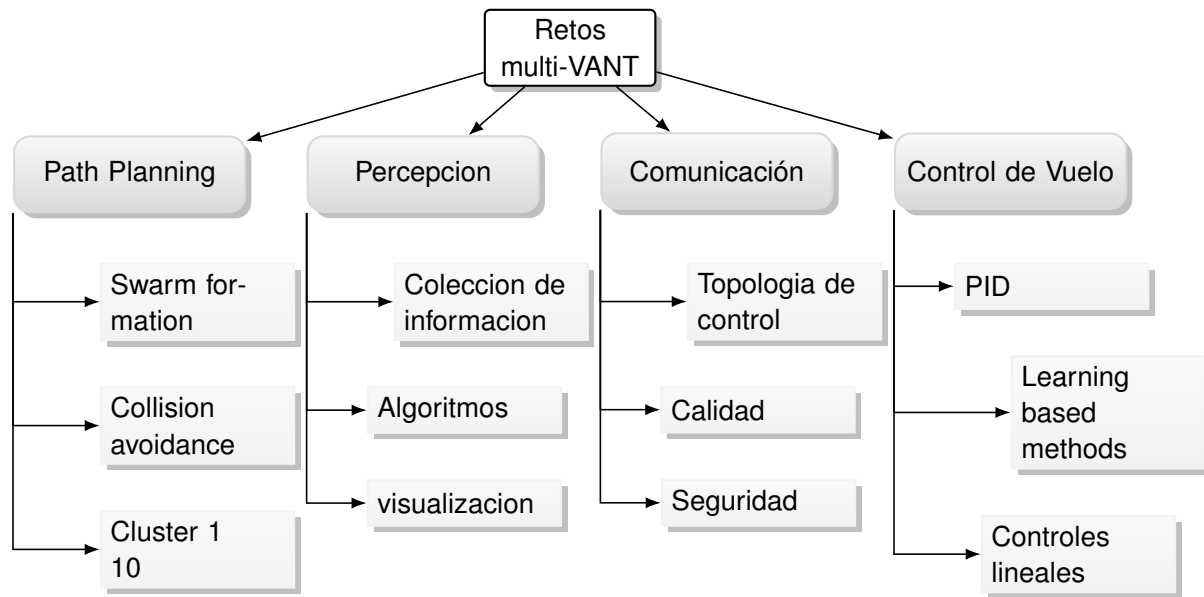 Retos
multi-VANT
Path Planning
Percepcion
Comunicación
Control de Vuelo
Swarm for-
mation
Collision
avoidance
Cluster 1
10
Coleccion de
informacion
Algoritmos
visualizacion
Topologia de
control
Calidad
Seguridad
PID
Learning
based
methods
Controles
lineales